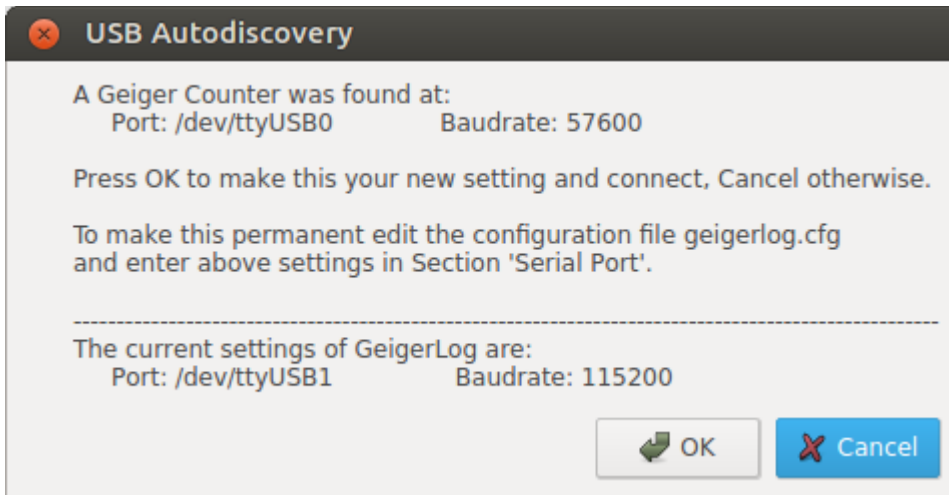 USB Autodiscovery
A Geiger Counter was found at:
Port: /dev/ttyUSB0 Baudrate: 57600
Press OK to make this your new setting and connect, Cancel otherwise.
To make this permanent edit the configuration file geigerlog.cfg
and enter above settings in Section 'Serial Port'.
--------------------------------------------------------------------------------------------------
The current settings of GeigerLog are:
Port: /dev/ttyUSB1 Baudrate: 115200
OK Cancel